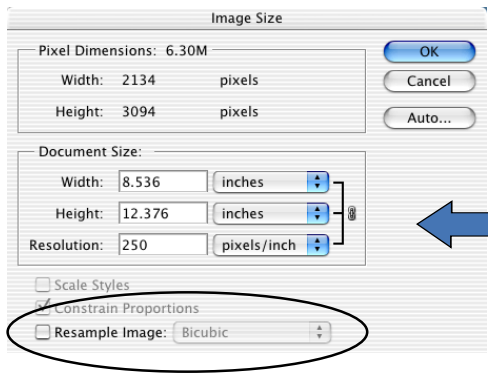 Image Size
Pixel Dimensions: 6.30M
Width: 2134 pixels
Height: 3094 pixels
OK
Cancel
Auto...
Document Size:
Width: 8.536 inches
Height: 12.376 inches
Resolution: 250 pixels/inch
Scale Styles
Constrain Proportions
Resample Image: Bicubic